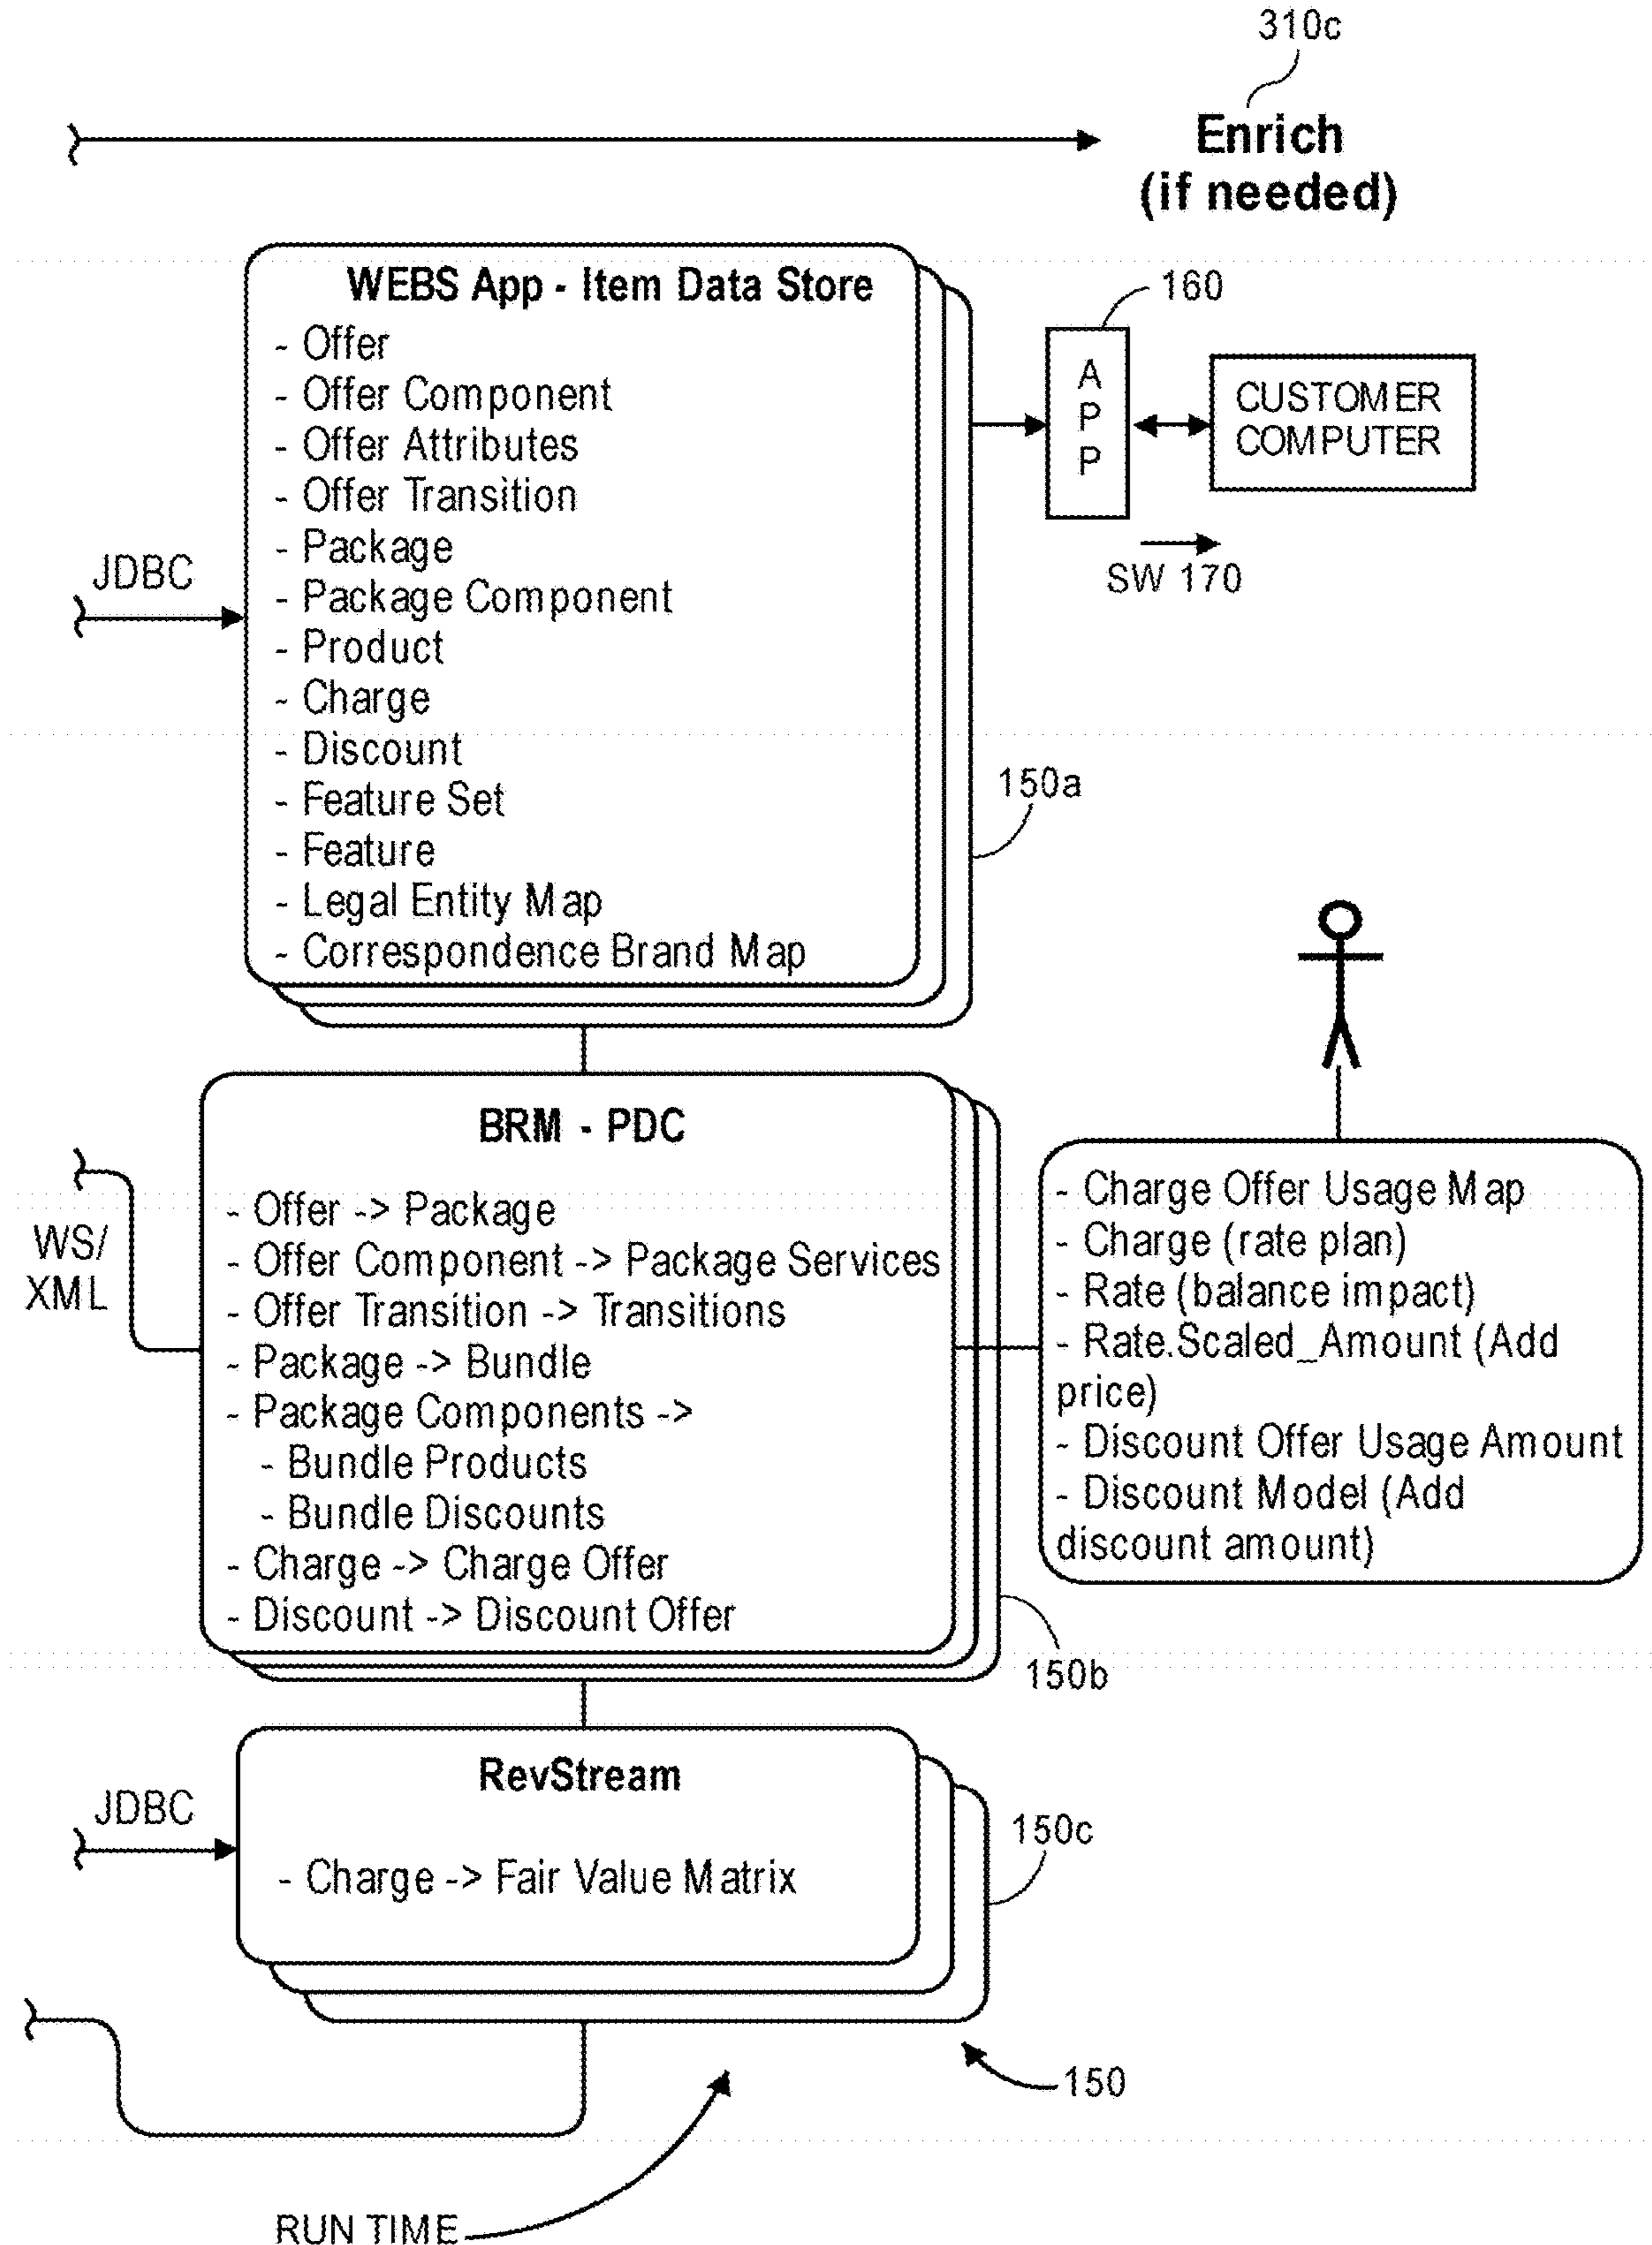 310c
Enrich
(if needed)
WEBS App - Item Data Store
- Offer
- Offer Component
- Offer Attributes
- Offer Transition
- Package
- Package Component
- Product
- Charge
- Discount
- Feature Set
- Feature
- Legal Entity Map
- Correspondence Brand Map
JDBC
160
A
P
P
CUSTOMER
COMPUTER
SW 170
150a
BRM - PDC
- Offer -> Package
- Offer Component -> Package Services
- Offer Transition -> Transitions
- Package -> Bundle
- Package Components ->
- Bundle Products
- Bundle Discounts
- Charge -> Charge Offer
- Discount -> Discount Offer
WS/
XML
- Charge Offer Usage Map
- Charge (rate plan)
- Rate (balance impact)
- Rate.Scaled_Amount (Add
price)
- Discount Offer Usage Amount
- Discount Model (Add
discount amount)
150b
RevStream
- Charge -> Fair Value Matrix
JDBC
150c
150
RUN TIME